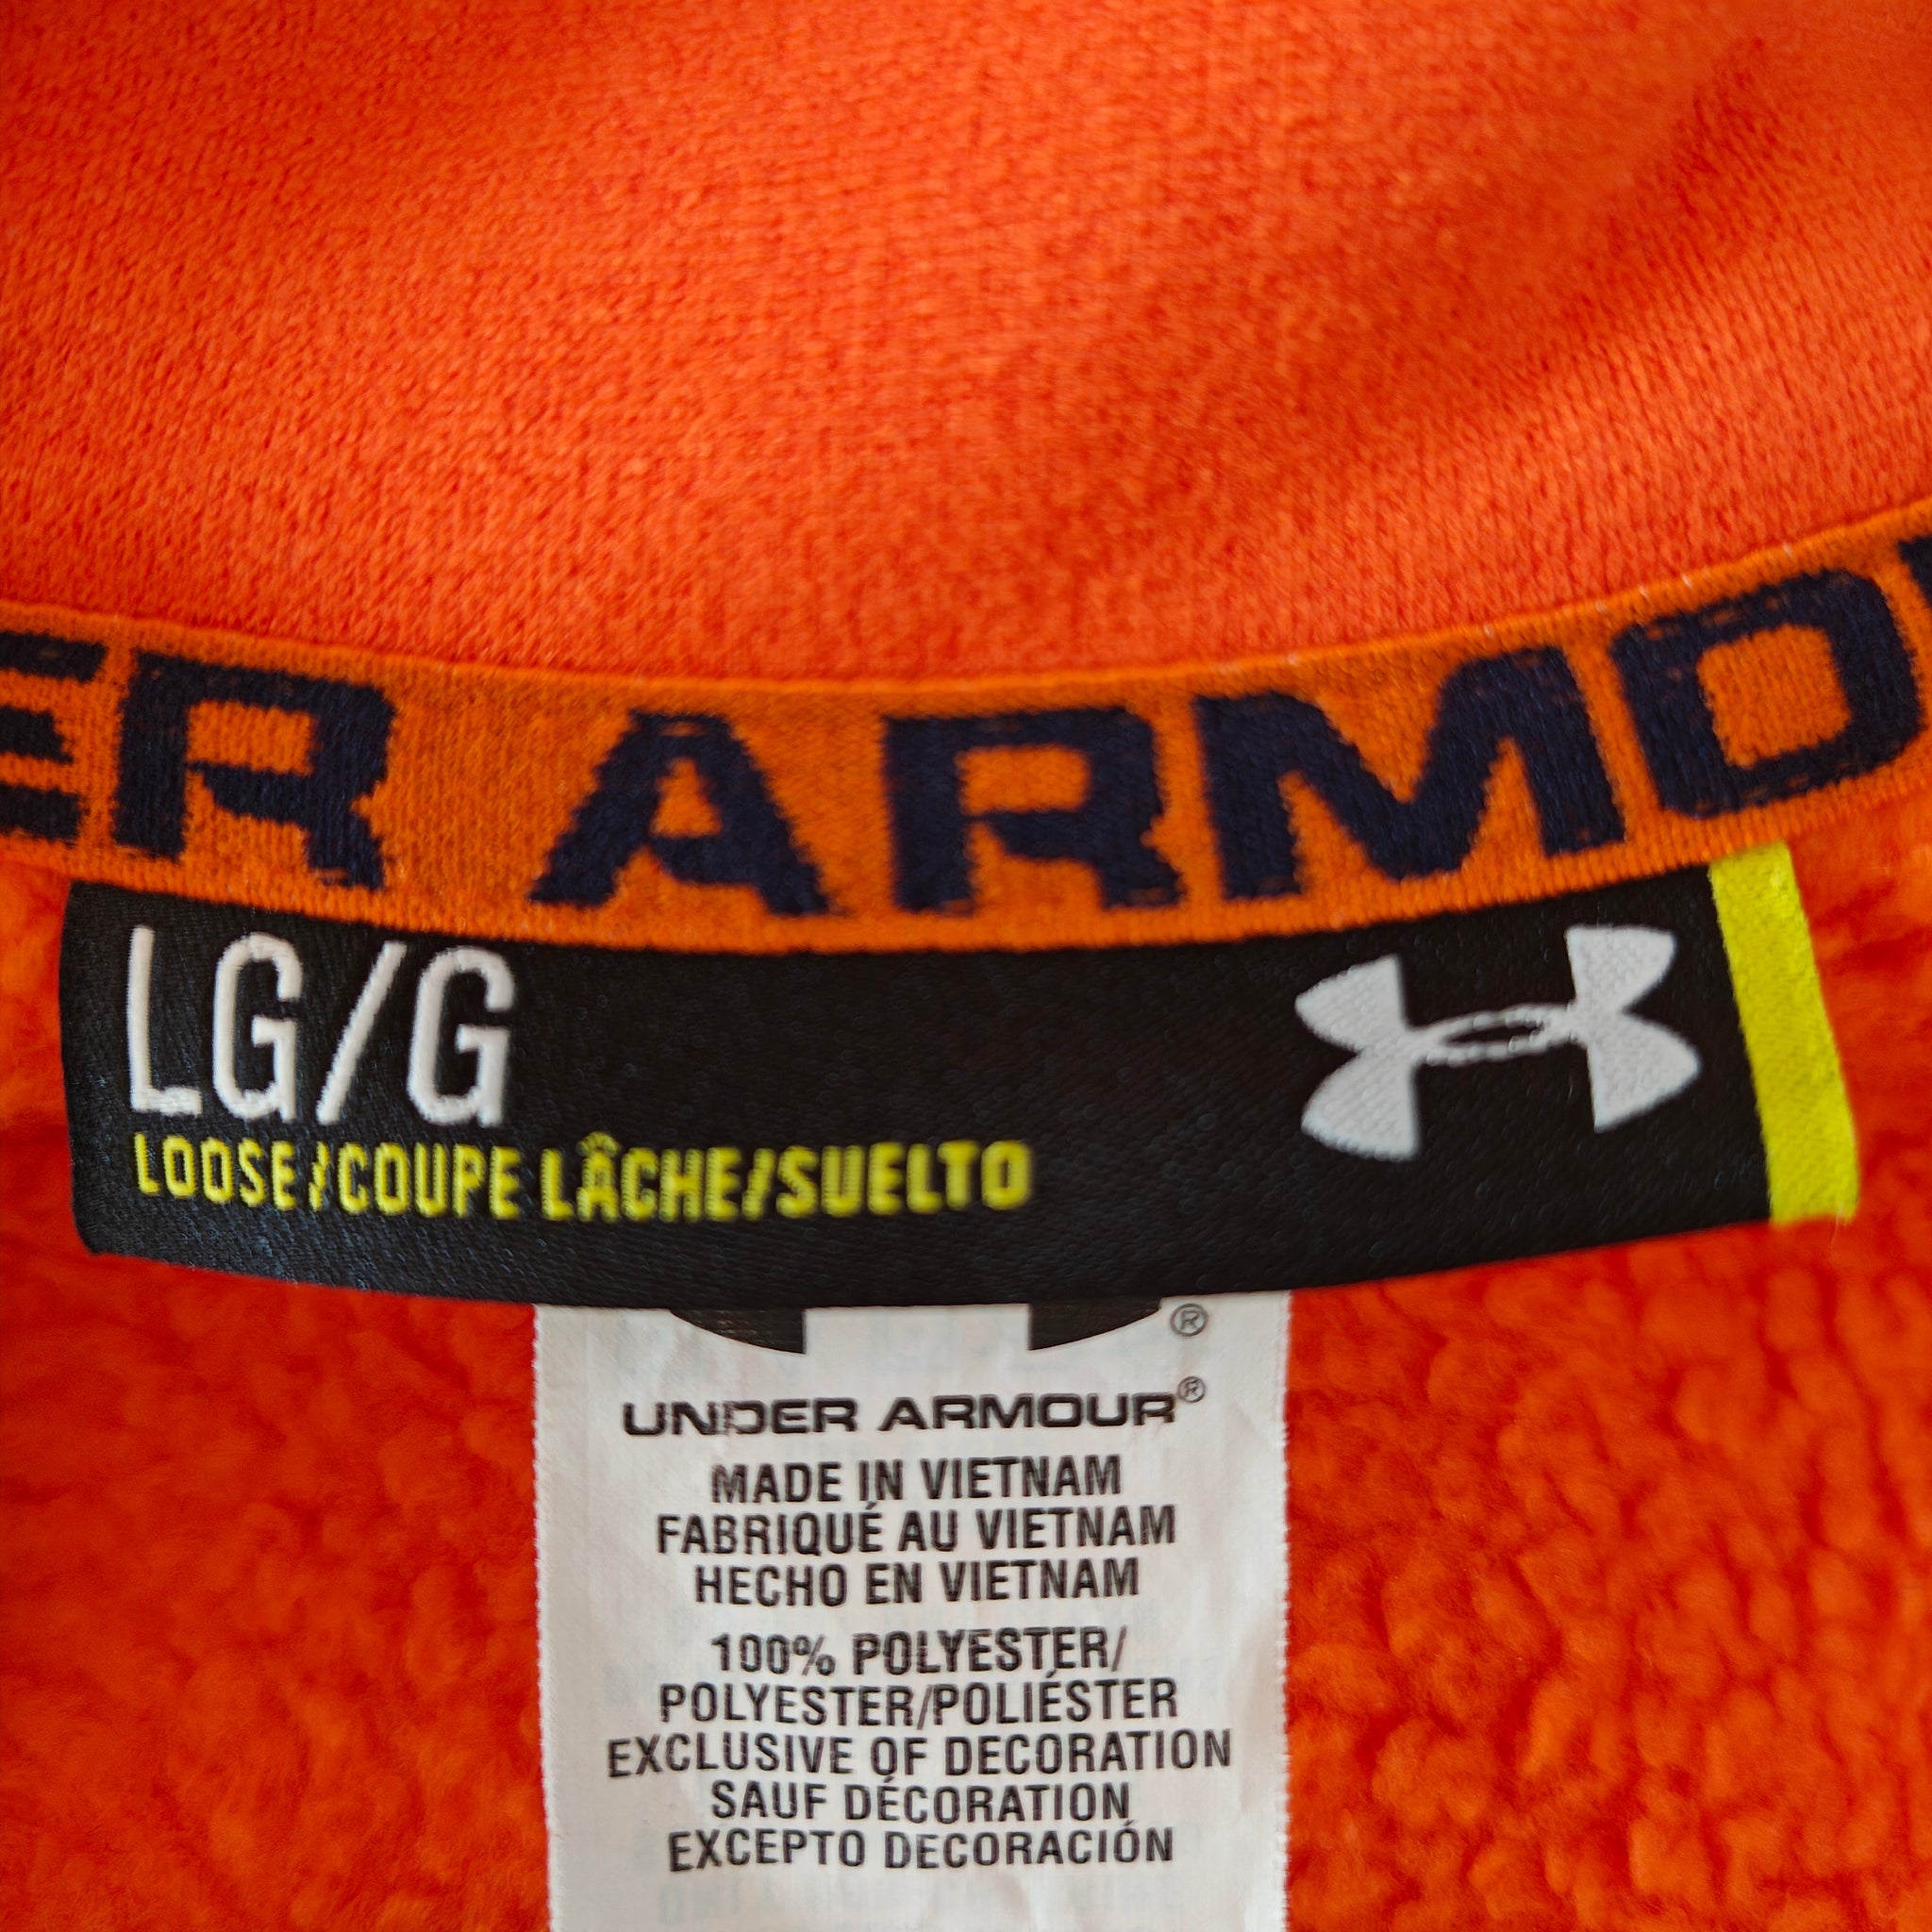 ER ARMO
LG/G
LOOSE/COUPE LÂCHE/SUELTO
®
UNDER ARMOUR®
MADE IN VIETNAM
FABRIQUÉ AU VIETNAM
HECHO EN VIETNAM
100% POLYESTER/
POLYESTER/POLIÉSTER
EXCLUSIVE OF DECORATION
SAUF DÉCORATION
EXCEPTO DECORACIÓN